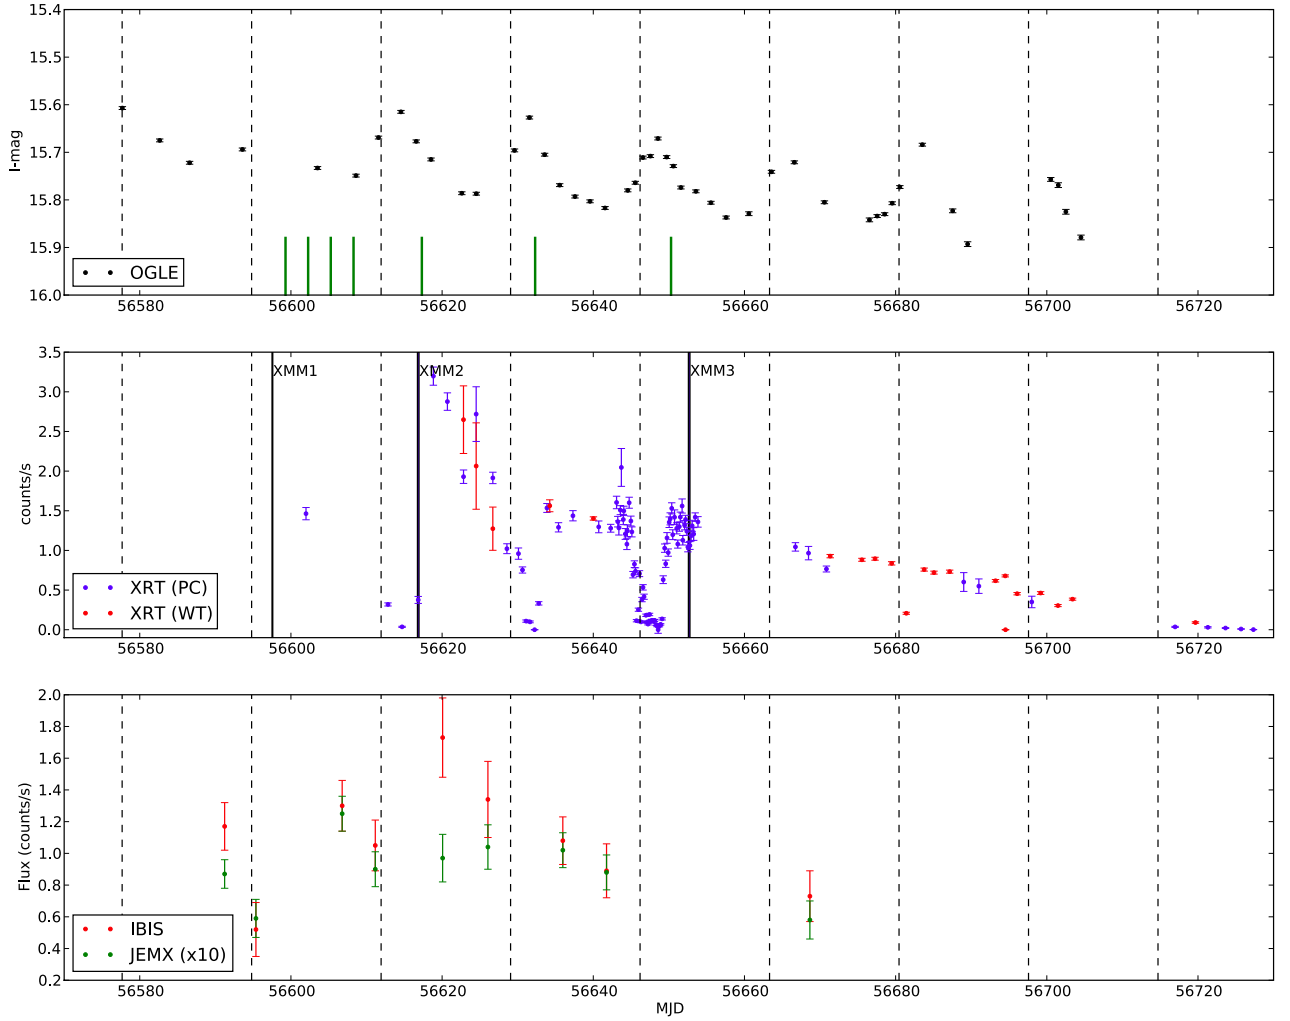 15.4
15.5
15.6
15.7
15.8
15.9
16.0
I-mag
OGLE
56580 56600 56620 56640 56660 56680 56700 56720
3.5
3.0
2.5
2.0
1.5
1.0
0.5
0.0
counts/s
XMM1 XMM2 XMM3
XRT (PC)
XRT (WT)
56580 56600 56620 56640 56660 56680 56700 56720
2.0
1.8
1.6
1.4
1.2
1.0
0.8
0.6
0.4
0.2
Flux (counts/s)
IBIS
JEMX (x10)
56580 56600 56620 56640 56660 56680 56700 56720
MJD